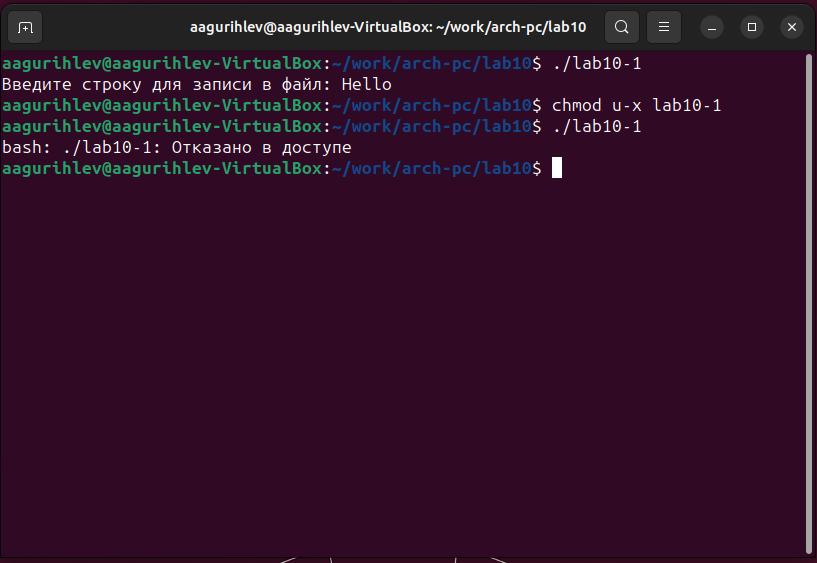 aagurihlev@aagurihlev-VirtualBox: ~/work/arch-pc/lab10
aagurihlev@aagurihlev-VirtualBox:~/work/arch-pc/lab10$ ./lab10-1
Введите строку для записи в файл: Hello
aagurihlev@aagurihlev-VirtualBox:~/work/arch-pc/lab10$ chmod u-x lab10-1
aagurihlev@aagurihlev-VirtualBox:~/work/arch-pc/lab10$ ./lab10-1
bash: ./lab10-1: Отказано в доступе
aagurihlev@aagurihlev-VirtualBox:~/work/arch-pc/lab10$